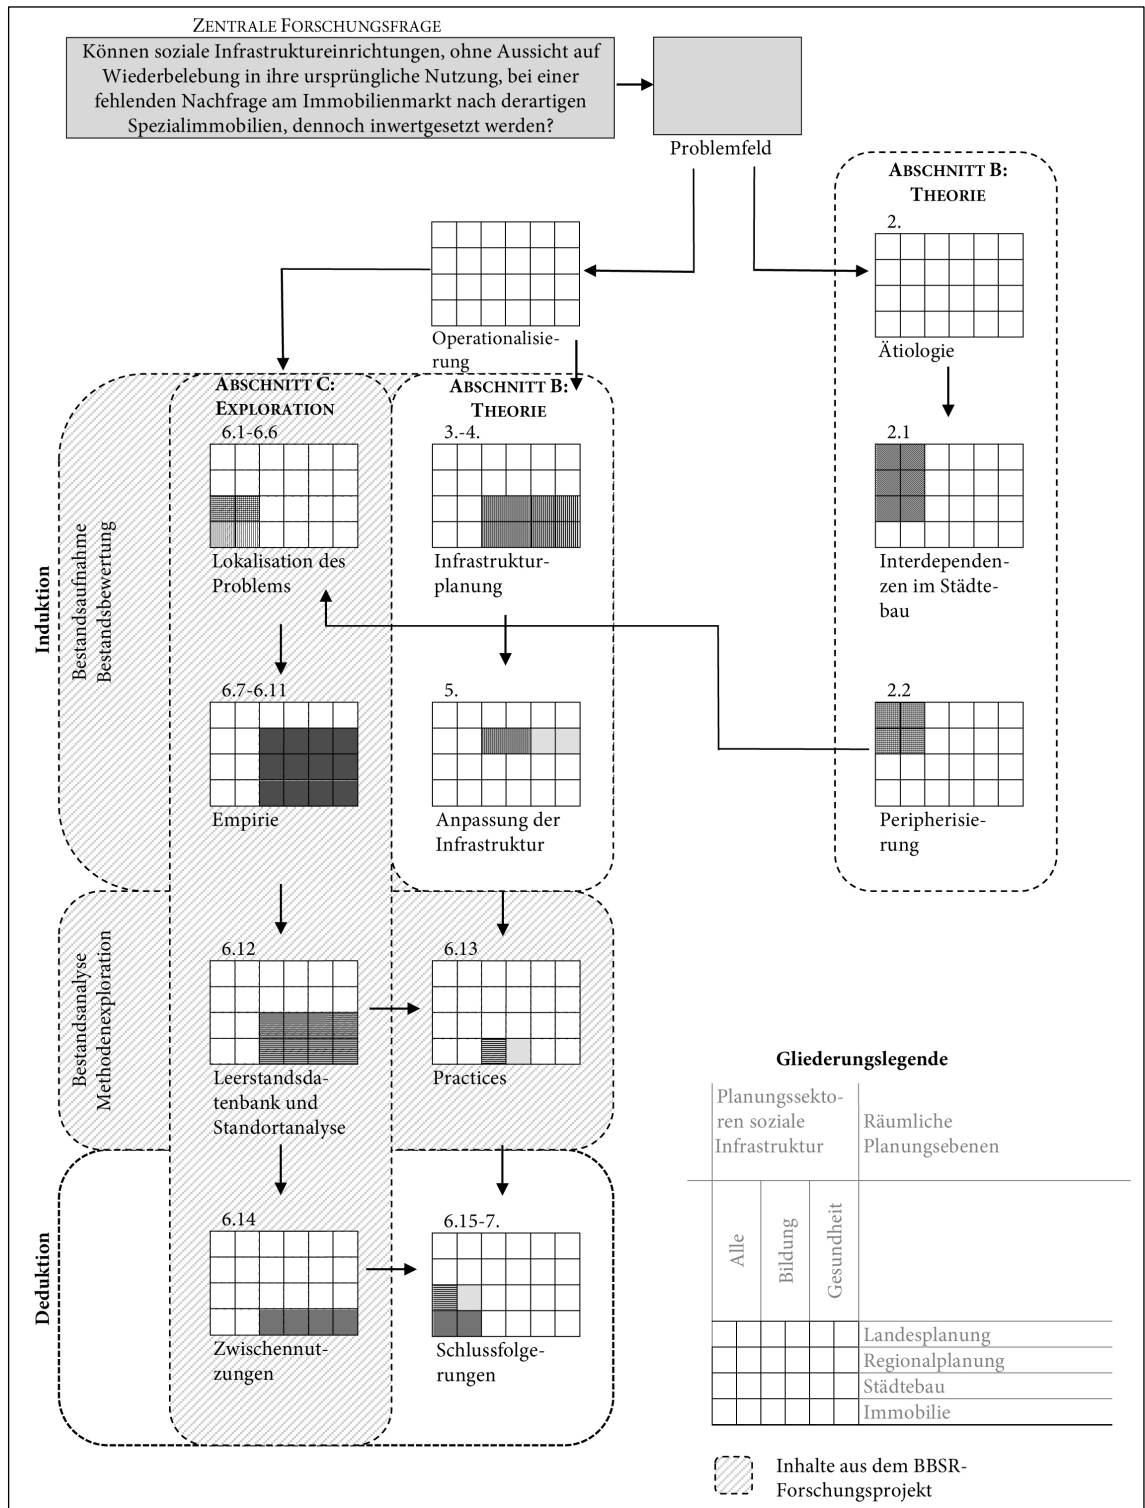 ZENTRALE FORSCHUNGSFRAGE
Können soziale Infrastruktureinrichtungen, ohne Aussicht auf
Wiederbelebung in ihre ursprüngliche Nutzung, bei einer
fehlenden Nachfrage am Immobilienmarkt nach derartigen
Spezialimmobilien, dennoch inwertgesetzt werden?
Problemfeld
ABSCHNITT B:
THEORIE
2.
Ätiologie
2.1
Interdependen-
zen im Städte-
bau
2.2
Peripherisie-
rung
Operationalisie-
rung
Induktion
Bestandsaufnahme
Bestandsbewertung
ABSCHNITT C:
EXPLORATION
6.1-6.6
Lokalisation des
Problems
6.7-6.11
Empirie
ABSCHNITT B:
THEORIE
3.-4.
Infrastruktur-
planung
5.
Anpassung der
Infrastruktur
Bestandsanalyse
Methodenexploration
6.12
Leerstandsda-
tenbank und
Standortanalyse
6.13
Practices
Deduktion
6.14
Zwischennut-
zungen
6.15-7.
Schlussfolge-
rungen
Gliederungslegende
Planungssekto-
ren soziale
Infrastruktur
Räumliche
Planungsebenen
Alle
Bildung
Gesundheit
Landesplanung
Regionalplanung
Städtebau
Immobilie
Inhalte aus dem BBSR-
Forschungsprojekt